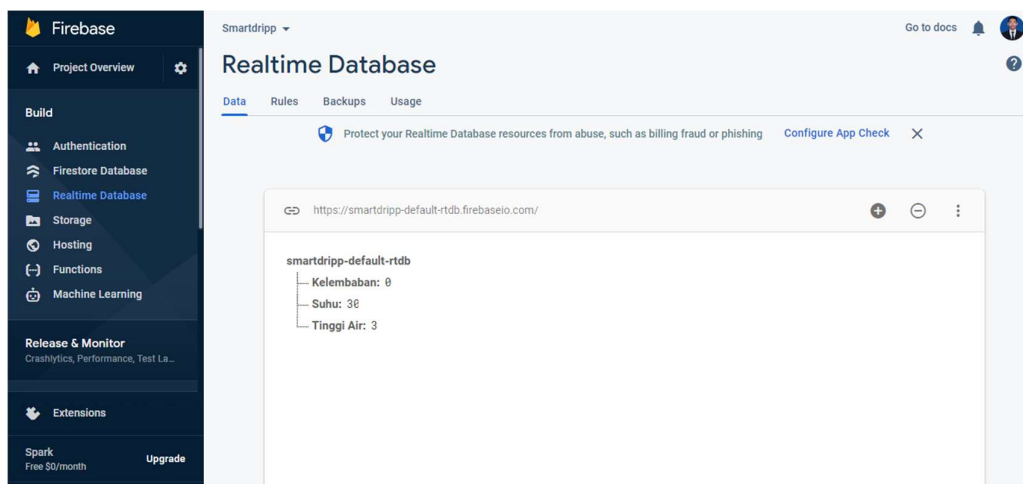 Firebase
Project Overview
Build
Authentication
Firestore Database
Realtime Database
Storage
Hosting
Functions
Machine Learning
Release & Monitor
Crashlytics, Performance, Test La...
Extensions
Spark
Free $0/month
Upgrade
Smartdripp
Go to docs
Realtime Database
Data Rules Backups Usage
Protect your Realtime Database resources from abuse, such as billing fraud or phishing Configure App Check
https://smartdripp-default-rtdb.firebaseio.com/
smartdripp-default-rtdb
Kelembaban: 0
Suhu: 30
Tinggi Air: 3